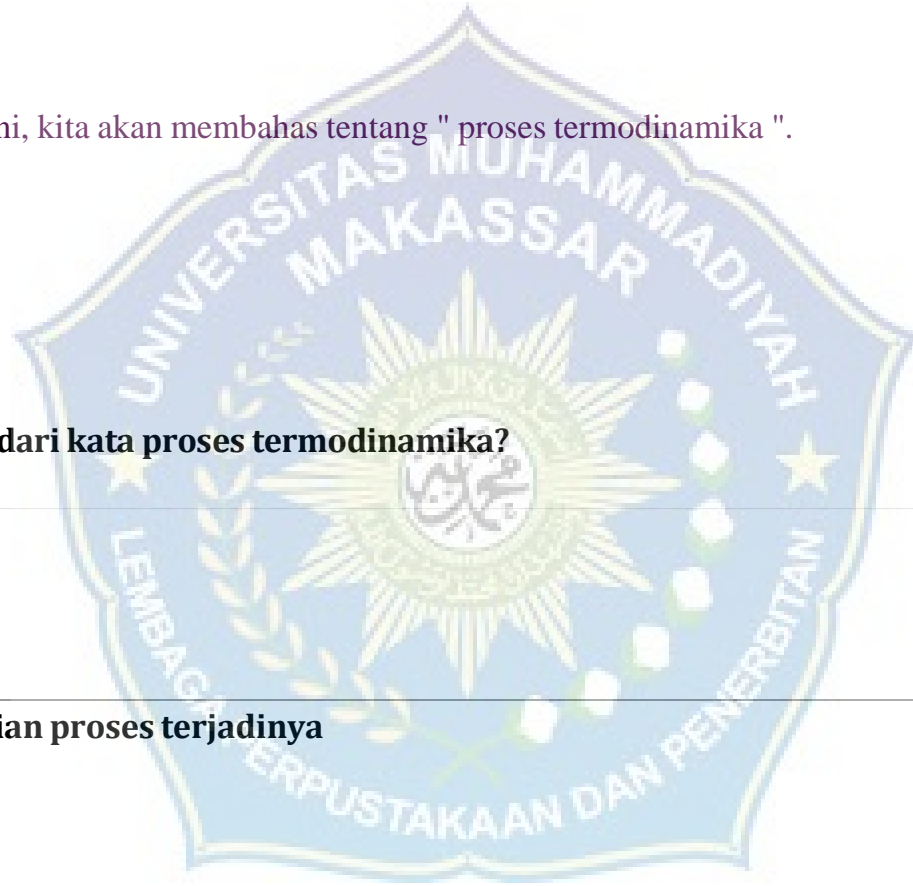 ni, kita akan membahas tentang " proses termodinamika ".
UNIVERSITAS MUHAMMADIYAH
MAKASSAR
dari kata proses termodinamika?
ian proses terjadinya
LEMBAGA PERPUSTAKAAN DAN PENERBITAN